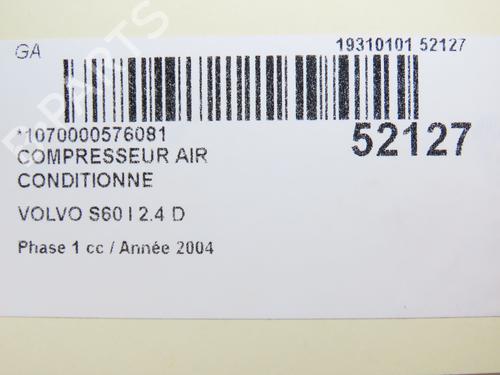 GA
19310101 52127
*1070000576081
52127
COMPRESSEUR AIR
CONDITIONNE
VOLVO S60 I 2.4 D
Phase 1 cc / Année 2004